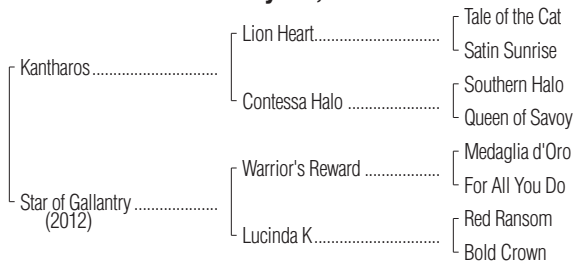 Tale of the Cat
Lion Heart
Satin Sunrise
Kantharos
Southern Halo
Contessa Halo
Queen of Savoy
Medaglia d'Oro
Warrior's Reward
For All You Do
Star of Gallantry
(2012)
Red Ransom
Lucinda K
Bold Crown